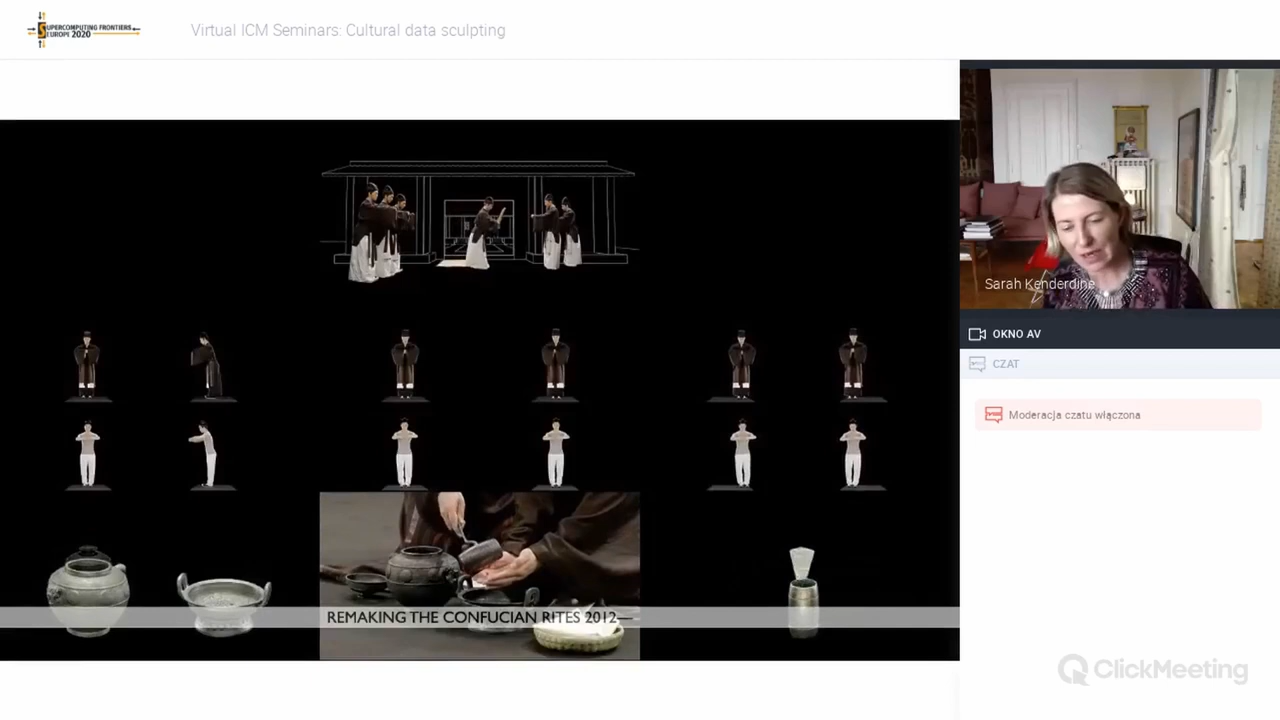 SUPERCOMPUTING FRONTIERS
EUROPE 2020
Virtual ICM Seminars: Cultural data sculpting
Sarah Kenderdine
OKNO AV
CZAT
Moderacja czatu włączona
REMAKING THE CONFUCIAN RITES 2012—
ClickMeeting